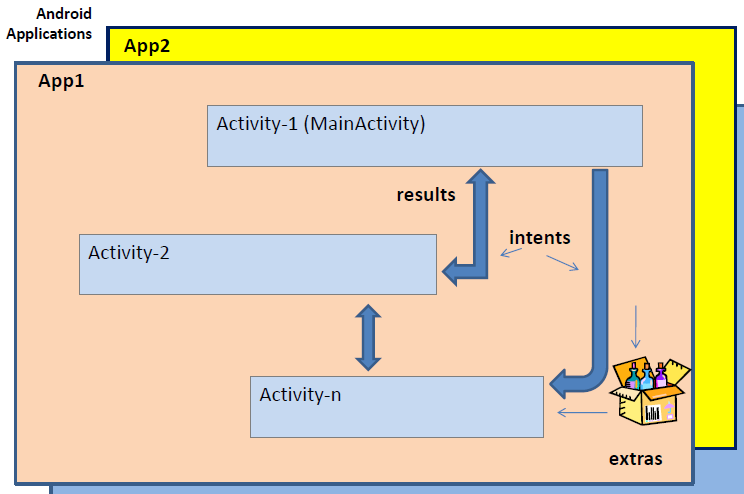 Android
Applications
App2
App1
Activity-1 (MainActivity)
results
intents
Activity-2
Activity-n
extras